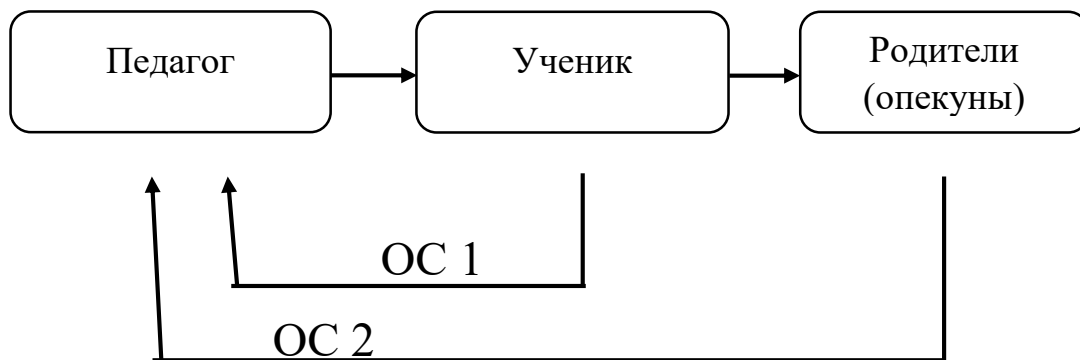 Педагог
Ученик
Родители
(опекуны)
ОС 1
ОС 2